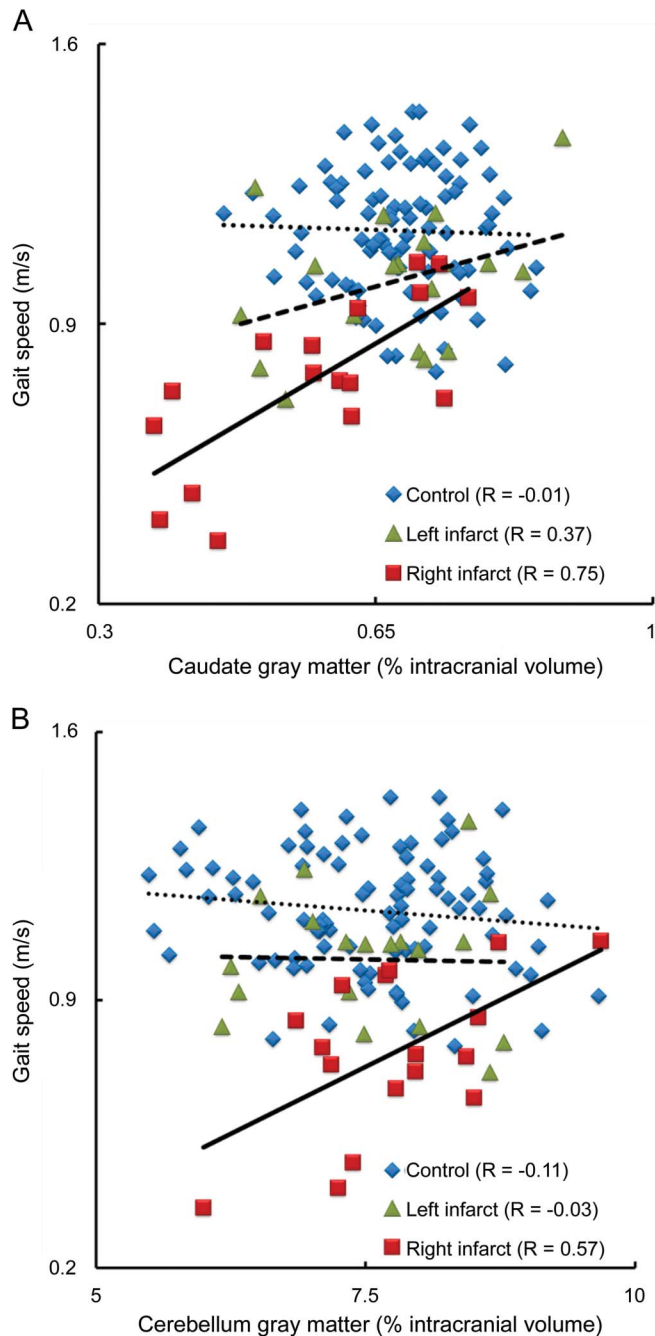 A
1.6
Gait speed (m/s)
0.9
Control (R = -0.01)
Left infarct (R = 0.37)
Right infarct (R = 0.75)
0.2
0.3
0.65
1
Caudate gray matter (% intracranial volume)
B
1.6
Gait speed (m/s)
0.9
Control (R = -0.11)
Left infarct (R = -0.03)
Right infarct (R = 0.57)
0.2
5
7.5
10
Cerebellum gray matter (% intracranial volume)